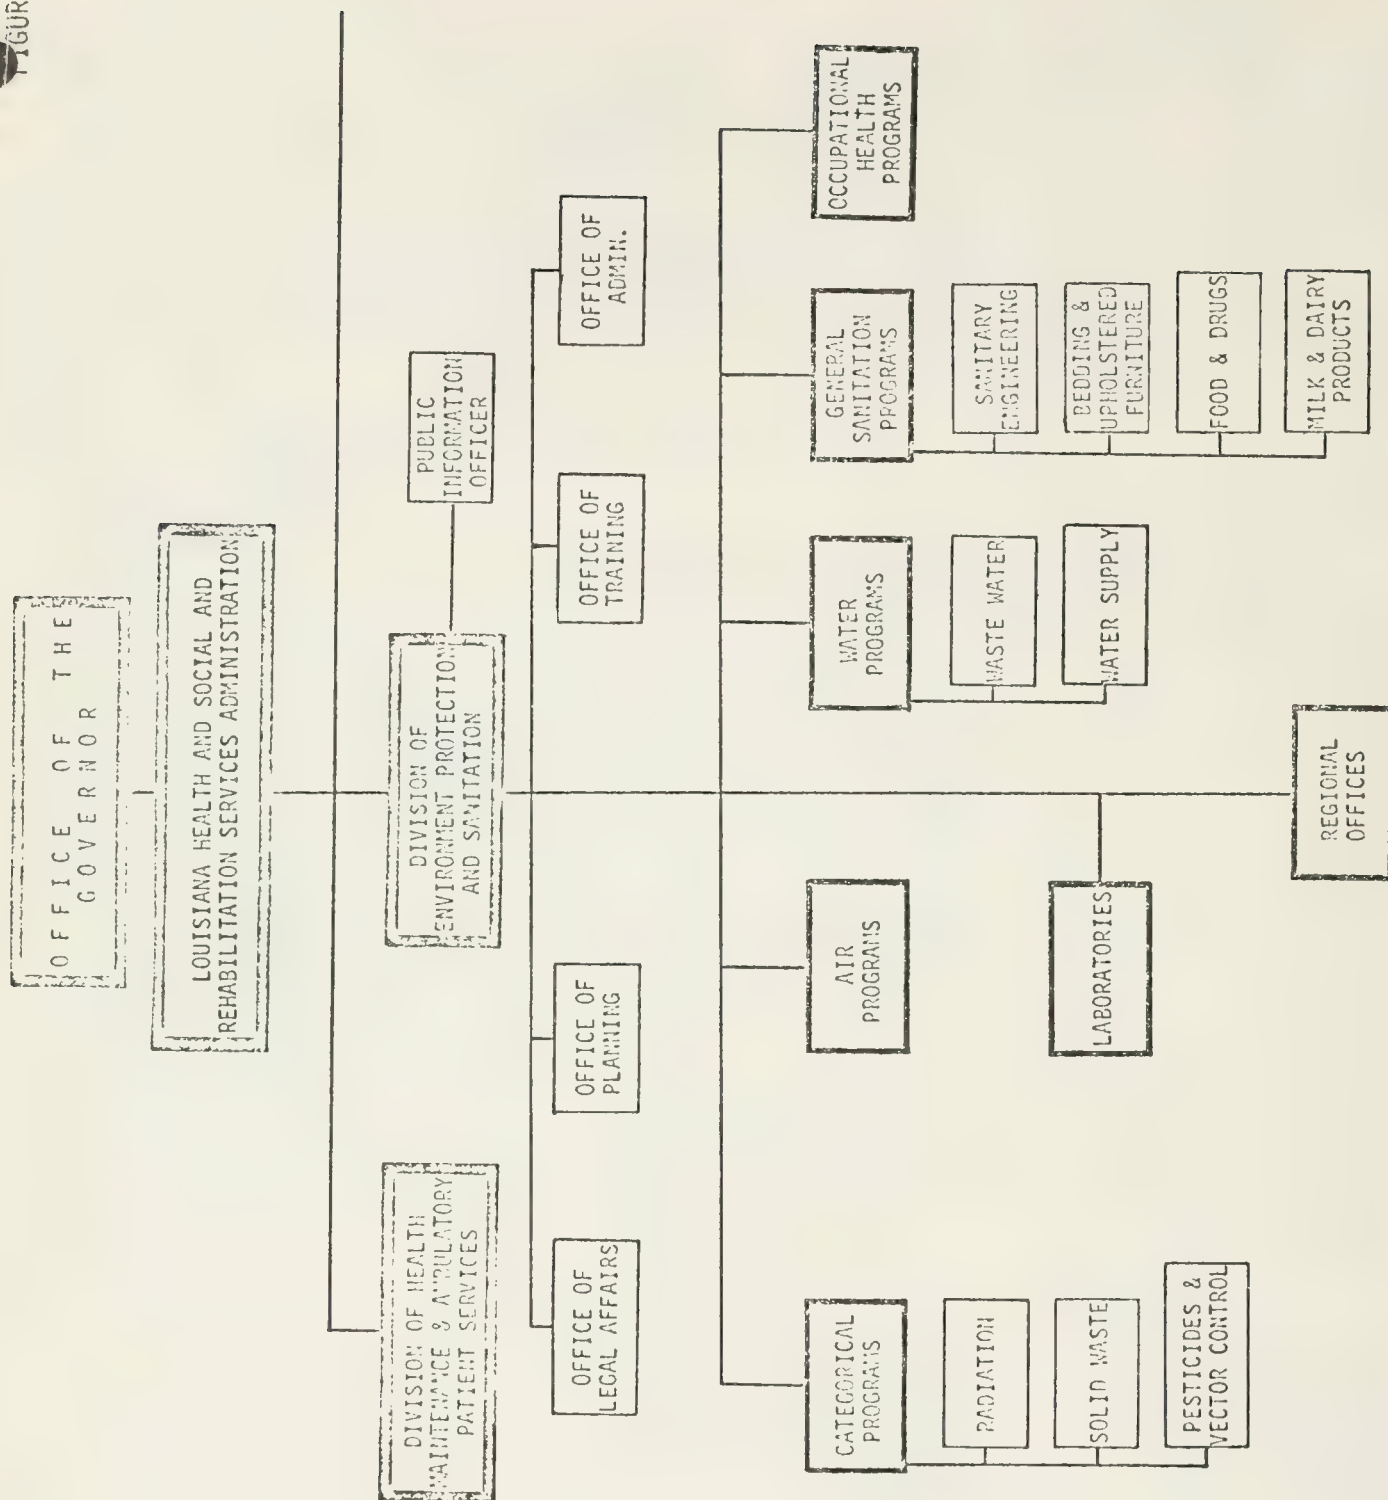 FIGUR
OFFICE OF THE
GOVERNOR
LOUISIANA HEALTH AND SOCIAL AND
REHABILITATION SERVICES ADMINISTRATION
DIVISION OF HEALTH
MAINTENANCE & AMBULATORY
PATIENT SERVICES
DIVISION OF
ENVIRONMENT PROTECTION
AND SANITATION
PUBLIC
INFORMATION
OFFICER
OFFICE OF
LEGAL AFFAIRS
OFFICE OF
PLANNING
OFFICE OF
TRAINING
OFFICE OF
ADMIN.
CATEGORICAL
PROGRAMS
RADIATION
SOLID WASTE
PESTICIDES &
VECTOR CONTROL
AIR
PROGRAMS
LABORATORIES
WATER
PROGRAMS
WASTE WATER
WATER SUPPLY
GENERAL
SANITATION
PROGRAMS
SANITARY
ENGINEERING
BEDDING &
UPHOLSTERED
FURNITURE
FOOD & DRUGS
MILK & DAIRY
PRODUCTS
OCCUPATIONAL
HEALTH
PROGRAMS
REGIONAL
OFFICES